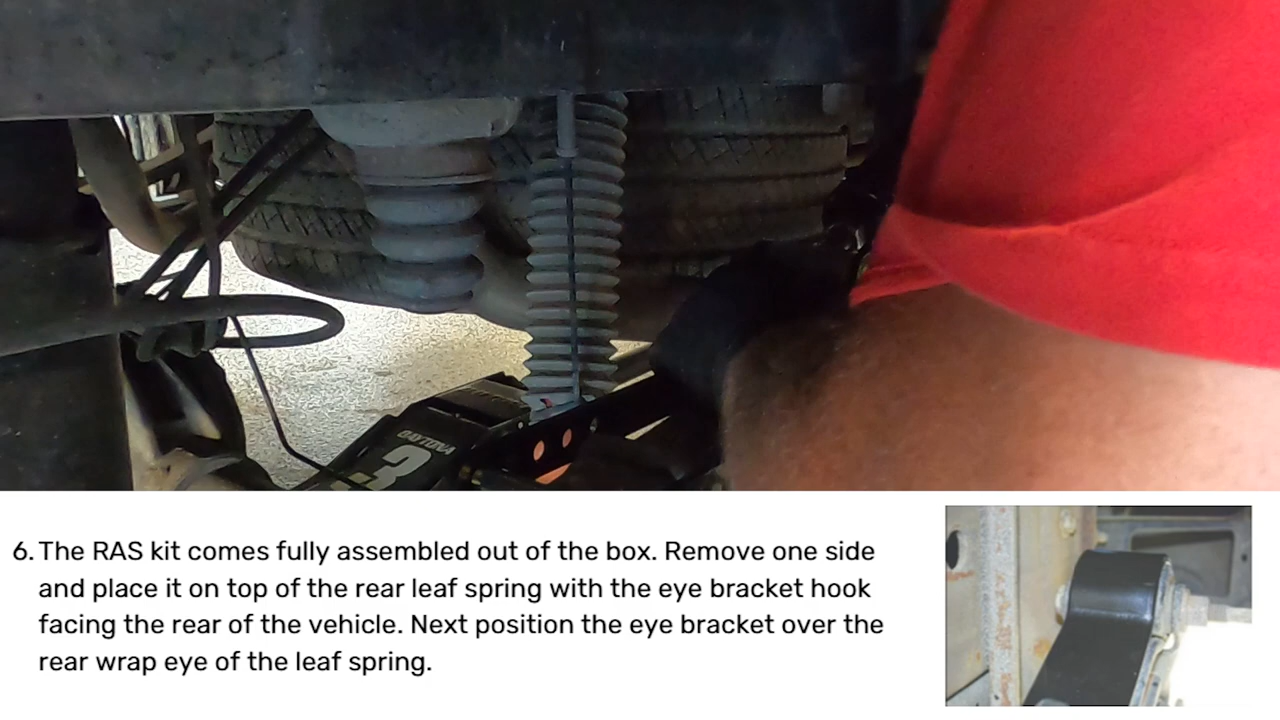 DAYTONA
3
6. The RAS kit comes fully assembled out of the box. Remove one side
and place it on top of the rear leaf spring with the eye bracket hook
facing the rear of the vehicle. Next position the eye bracket over the
rear wrap eye of the leaf spring.